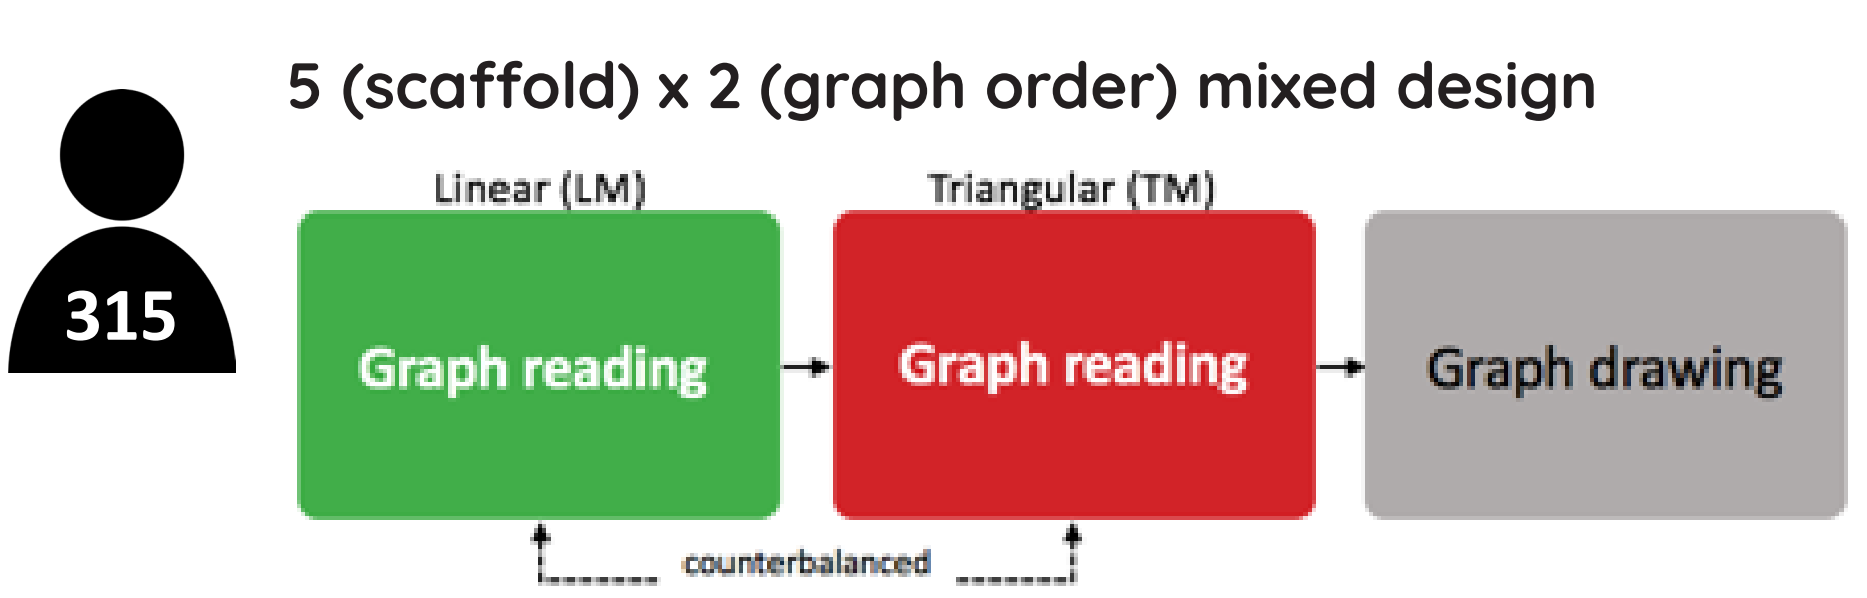 5 (scaffold) x 2 (graph order) mixed design
315
Linear (LM)
Triangular (TM)
Graph reading
Graph reading
Graph drawing
counterbalanced